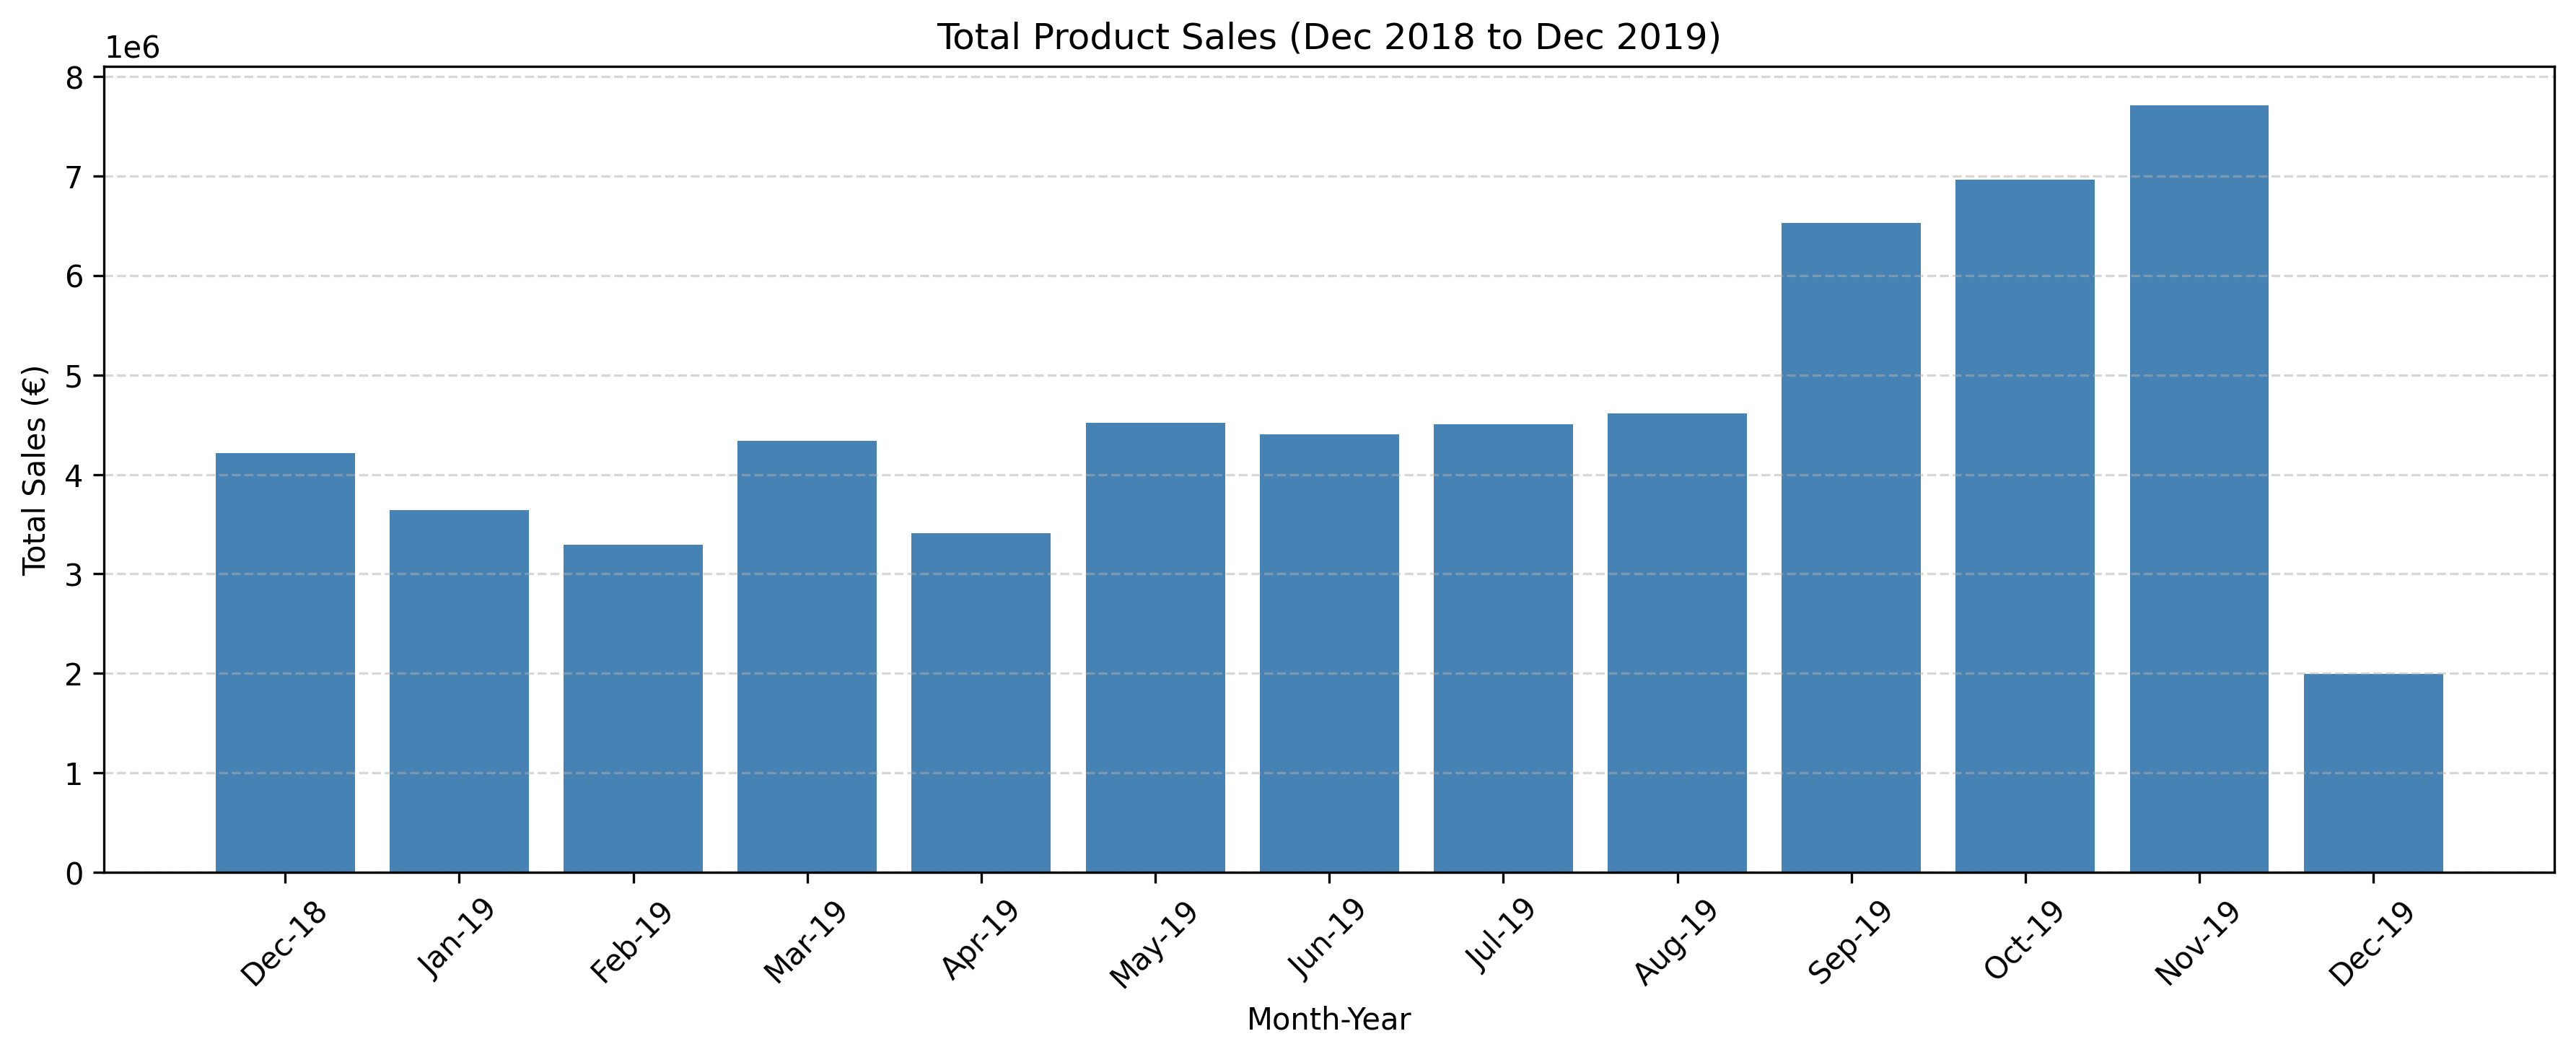 Total Product Sales (Dec 2018 to Dec 2019)
1e6
8
7
6
5
4
3
2
1
0
Total Sales (€)
Dec-18
Jan-19
Feb-19
Mar-19
Apr-19
May-19
Jun-19
Jul-19
Aug-19
Sep-19
Oct-19
Nov-19
Dec-19
Month-Year